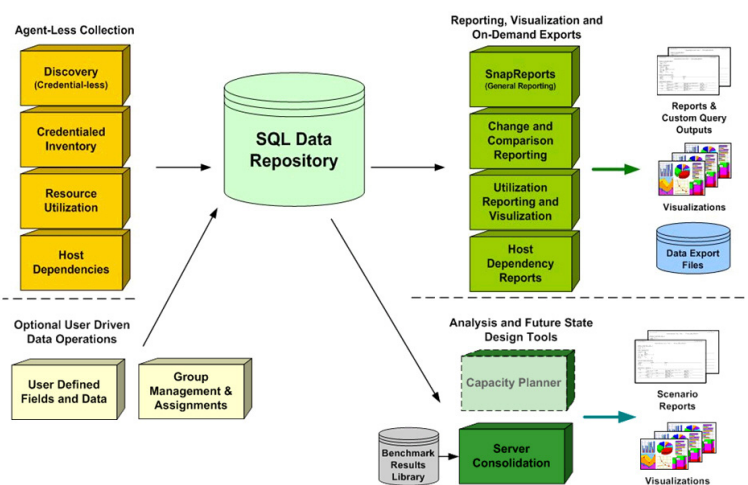 Agent-Less Collection
Discovery
(Credential-less)
Credentialed
Inventory
Resource
Utilization
Host
Dependencies
Optional User Driven
Data Operations
User Defined
Fields and Data
Group
Management &
Assignments
SQL Data
Repository
Reporting, Visualization and
On-Demand Exports
SnapReports
(General Reporting)
Change and
Comparison
Reporting
Utilization
Reporting and
Visulization
Host
Dependency
Reports
Reports &
Custom Query
Outputs
Visualizations
Data Export
Files
Analysis and Future State
Design Tools
Capacity Planner
Benchmark
Results
Library
Server
Consolidation
Scenario
Reports
Visualizations